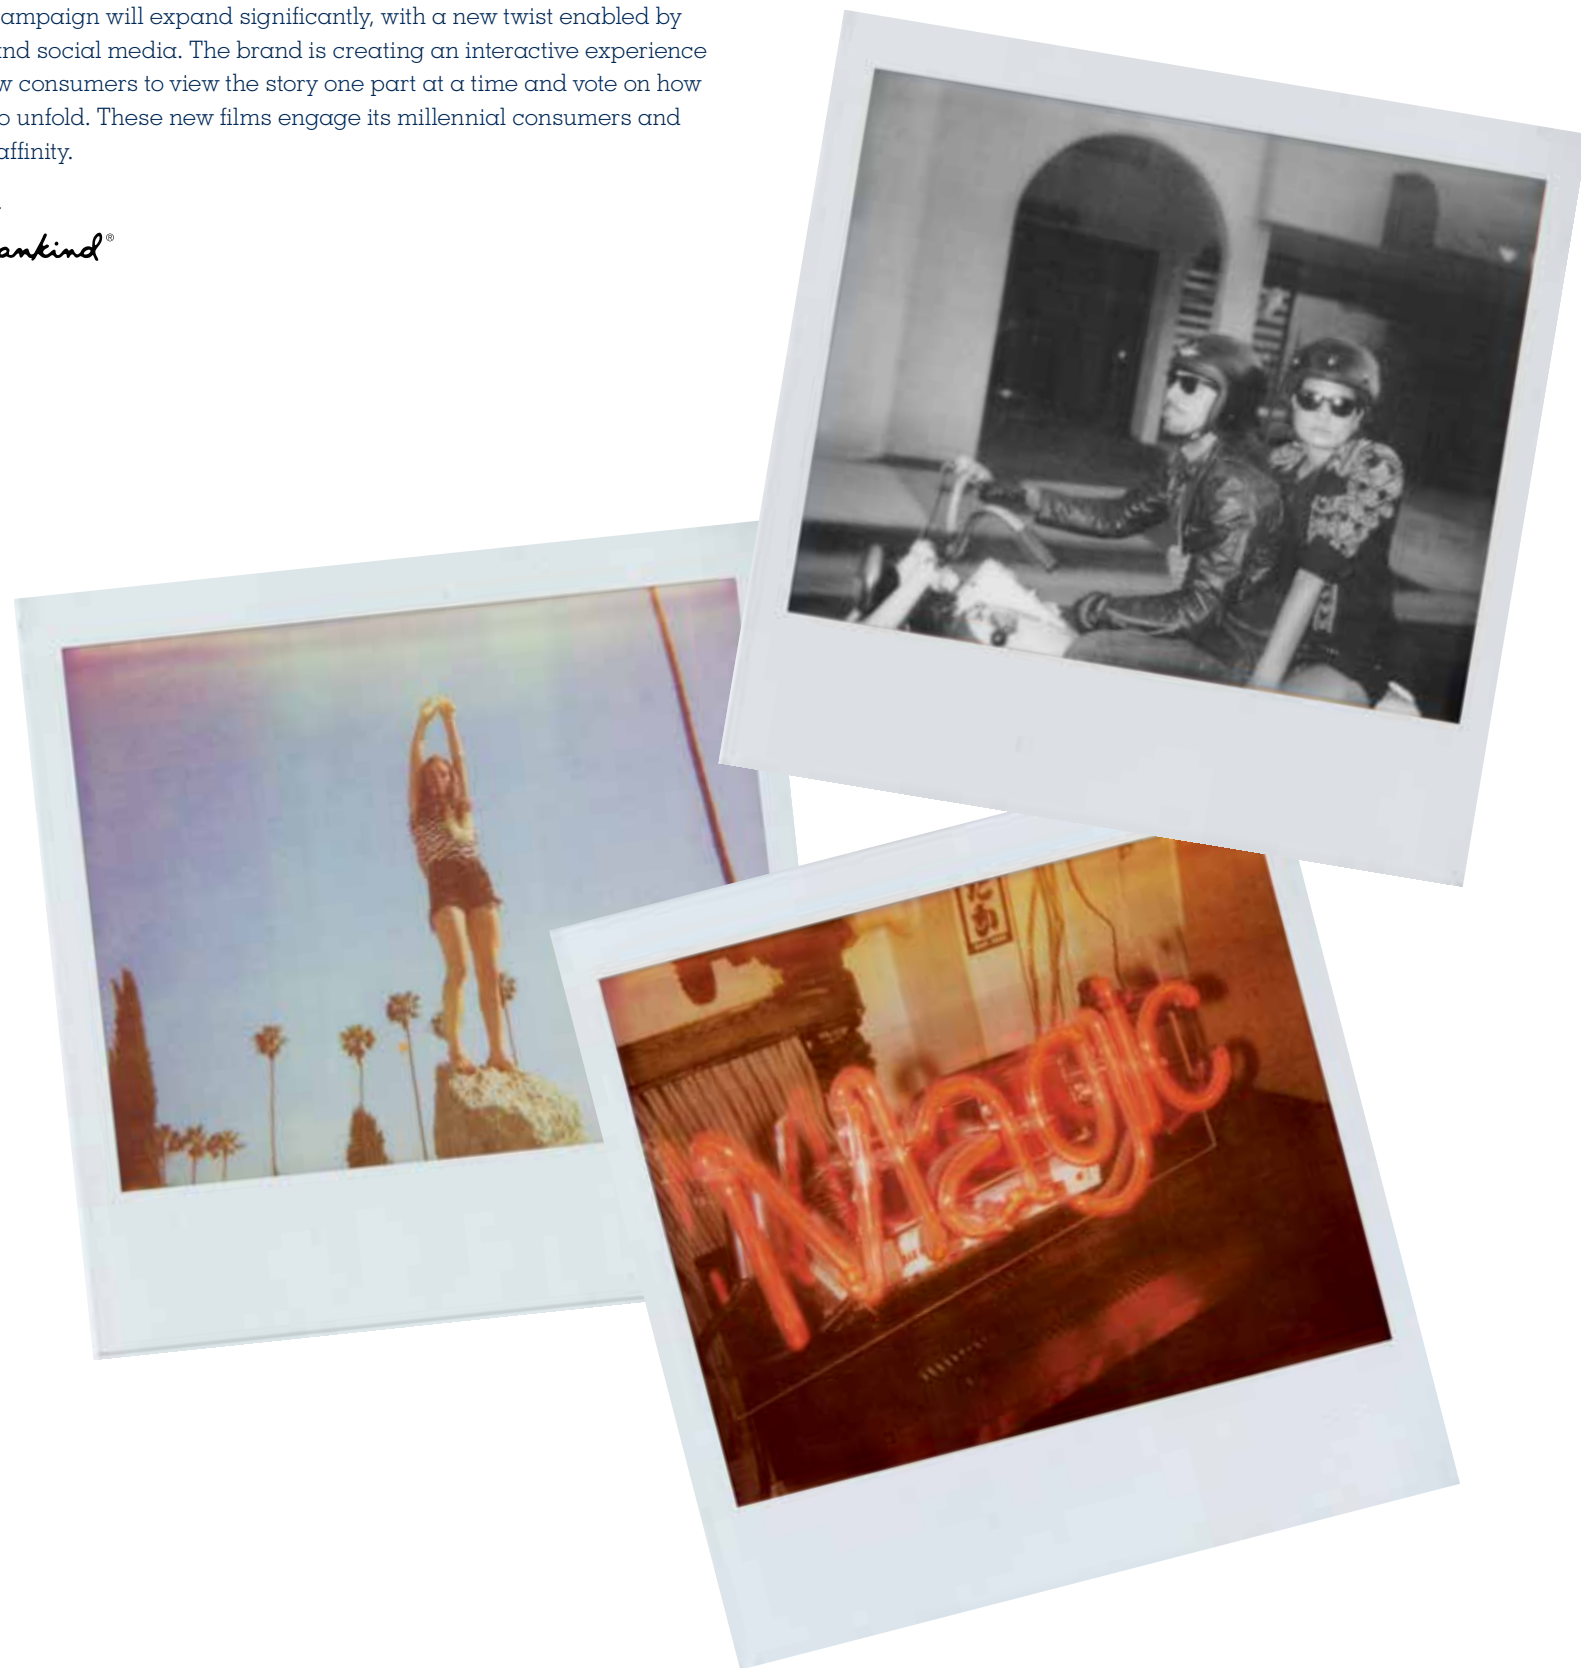 ampaign will expand significantly, with a new twist enabled by
nd social media. The brand is creating an interactive experience
w consumers to view the story one part at a time and vote on how
o unfold. These new films engage its millennial consumers and
affinity.
ankind®
Magic